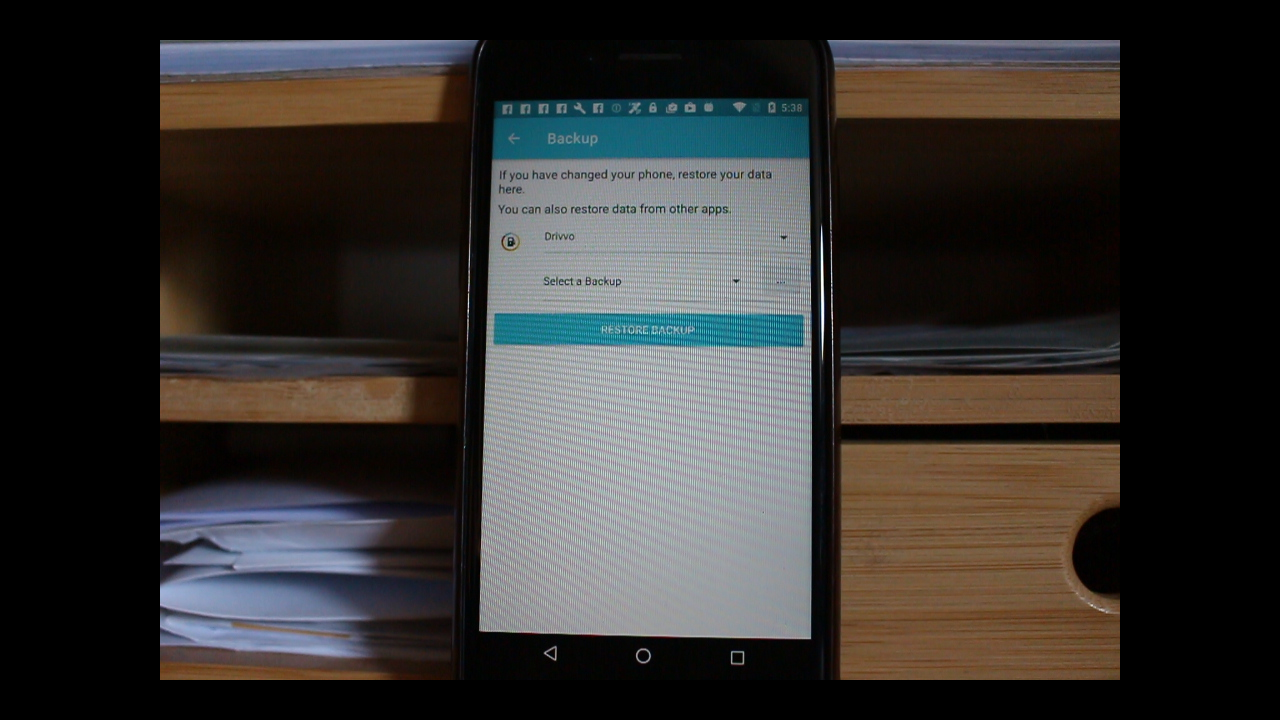 5:38
Backup
If you have changed your phone, restore your data
here.
You can also restore data from other apps.
Drivvo
Select a Backup
...
RESTORE BACKUP